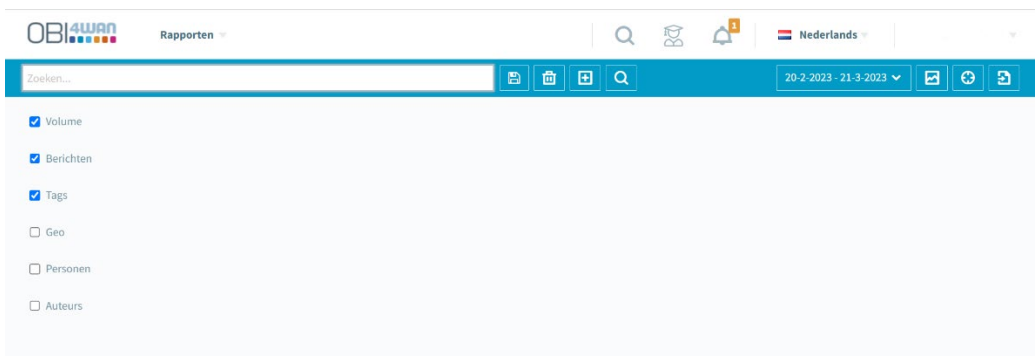 OBI4wan
Rapporten
1
Nederlands
Zoeken...
20-2-2023 - 21-3-2023
Volume
Berichten
Tags
Geo
Personen
Auteurs